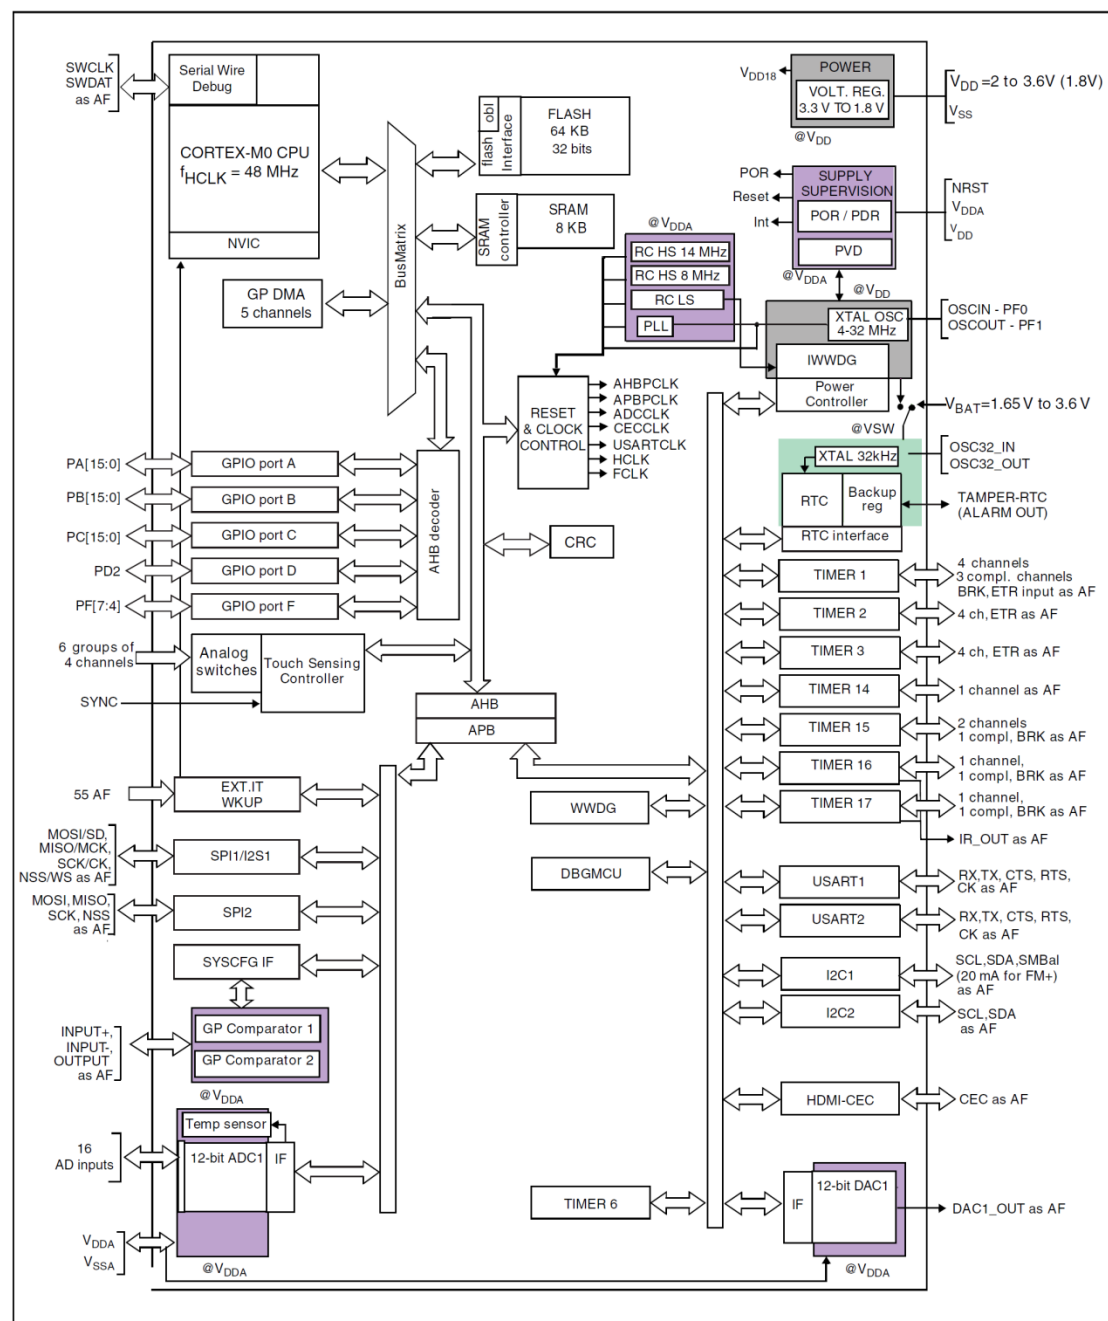 SWCLK
SWDAT
as AF
Serial Wire
Debug
CORTEX-M0 CPU
fHCLK = 48 MHz
NVIC
GP DMA
5 channels
BusMatrix
flash
obl
Interface
FLASH
64 KB
32 bits
SRAM
controller
SRAM
8 KB
VDD18
POWER
VOLT. REG.
3.3 V TO 1.8 V
@VDD
VDD =2 to 3.6V (1.8V)
VSS
POR
Reset
Int
SUPPLY
SUPERVISION
POR / PDR
PVD
@VDDA
NRST
VDDA
VDD
@VDDA
RC HS 14 MHz
RC HS 8 MHz
RC LS
PLL
@VDD
XTAL OSC
4-32 MHz
IWWDG
Power
Controller
OSCIN - PF0
OSCOUT - PF1
VBAT=1.65 V to 3.6 V
@VSW
RESET
& CLOCK
CONTROL
AHBPCLK
APBPCLK
ADCCLK
CECCLK
USARTCLK
HCLK
FCLK
XTAL 32kHz
RTC
Backup
reg
RTC interface
OSC32_IN
OSC32_OUT
TAMPER-RTC
(ALARM OUT)
PA[15:0]
GPIO port A
PB[15:0]
GPIO port B
PC[15:0]
GPIO port C
PD2
GPIO port D
PF[7:4]
GPIO port F
AHB decoder
CRC
6 groups of
4 channels
SYNC
Analog
switches
Touch Sensing
Controller
AHB
APB
TIMER 1
4 channels
3 compl. channels
BRK,ETR input as AF
TIMER 2
4 ch,ETR as AF
TIMER 3
4 ch, ETR as AF
TIMER 14
1 channel as AF
TIMER 15
2 channels
1 compl, BRK as AF
TIMER 16
1 channel,
1 compl, BRK as AF
TIMER 17
1 channel,
1 compl, BRK as AF
IR_OUT as AF
55 AF
EXT.IT
WKUP
WWDG
MOSI/SD,
MISO/MCK,
SCK/CK,
NSS/WS as AF
SPI1/I2S1
DBGMCU
MOSI, MISO,
SCK, NSS
as AF
SPI2
USART1
RX,TX, CTS, RTS,
CK as AF
USART2
RX,TX, CTS, RTS,
CK as AF
SYSCFG IF
I2C1
SCL,SDA,SMBal
(20 mA for FM+)
as AF
I2C2
SCL,SDA
as AF
INPUT+,
INPUT-,
OUTPUT
as AF
GP Comparator 1
GP Comparator 2
@VDDA
HDMI-CEC
CEC as AF
Temp sensor
16
AD inputs
12-bit ADC1
IF
VDDA
VSSA
@VDDA
TIMER 6
IF
12-bit DAC1
DAC1_OUT as AF
@VDDA